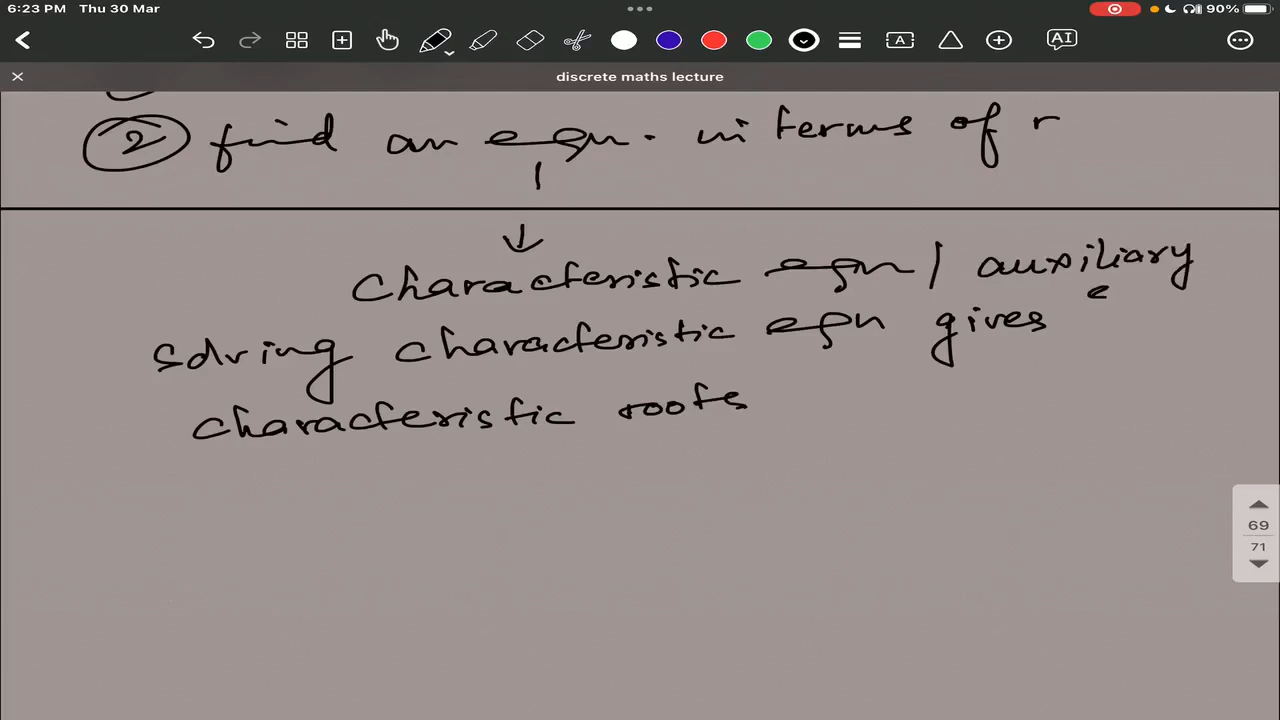 6:23 PM Thu 30 Mar
90%
A
AI
discrete maths lecture
2 find an eqn. in terms of r
characteristic eqn / auxiliary
e
solving characteristic eqn gives
characteristic roots
69
71